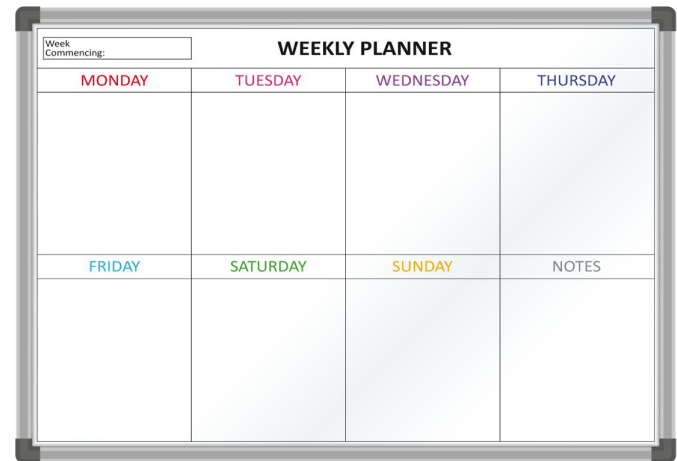 Week
Commencing:
WEEKLY PLANNER
MONDAY TUESDAY WEDNESDAY THURSDAY
FRIDAY SATURDAY SUNDAY NOTES